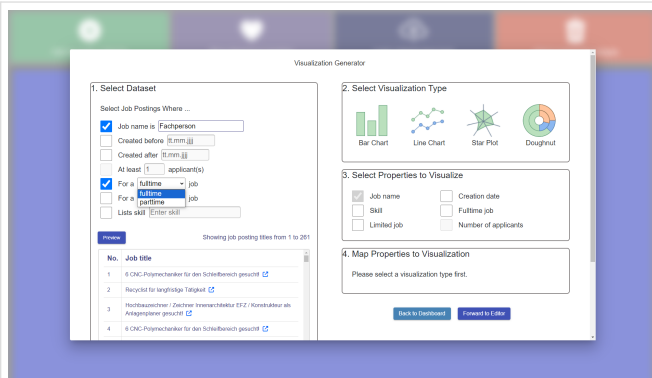 Visualization Generator
1. Select Dataset
Select Job Postings Where ...
Job name is Fachperson
Created before tt.mm.jjjj
Created after tt.mm.jjjj
At least 1 applicant(s)
For a fulltime job
fulltime
parttime
For a job
Lists skill Enter skill
Preview
Showing job posting titles from 1 to 261
No. Job title
1 6 CNC-Polymechaniker für den Schleifbereich gesucht!
2 Recyclist für langfristige Tätigkeit
3 Hochbauzeichner / Zeichner Innenarchitektur EFZ / Konstrukteur als
Anlagenplaner gesucht!
4 6 CNC-Polymechaniker für den Schleifbereich gesucht!
2. Select Visualization Type
Bar Chart Line Chart Star Plot Doughnut
3. Select Properties to Visualize
Job name Creation date
Skill Fulltime job
Limited job Number of applicants
4. Map Properties to Visualization
Please select a visualization type first.
Back to Dashboard Forward to Editor